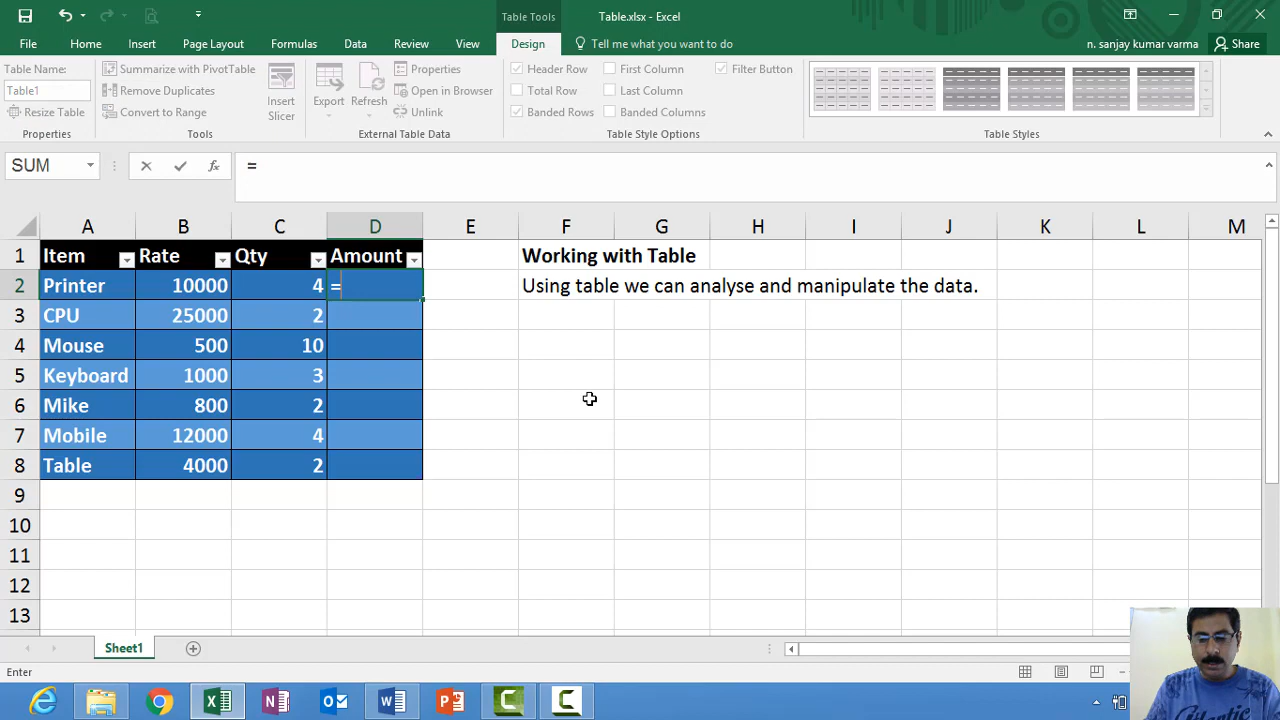 Table Tools
Table.xlsx - Excel
File
Home
Insert
Page Layout
Formulas
Data
Review
View
Design
Tell me what you want to do
n. sanjay kumar varma
Share
Table Name:
Table1
Resize Table
Properties
Summarize with PivotTable
Remove Duplicates
Convert to Range
Tools
Insert
Slicer
Export
Refresh
Properties
Open in Browser
Unlink
External Table Data
Header Row
Total Row
Banded Rows
First Column
Last Column
Banded Columns
Filter Button
Table Style Options
Table Styles
SUM
fx
=
A B C D E F G H I J K L M
1 Item Rate Qty Amount Working with Table
2 Printer 10000 4 = Using table we can analyse and manipulate the data.
3 CPU 25000 2
4 Mouse 500 10
5 Keyboard 1000 3
6 Mike 800 2
7 Mobile 12000 4
8 Table 4000 2
9
10
11
12
13
Sheet1
Enter